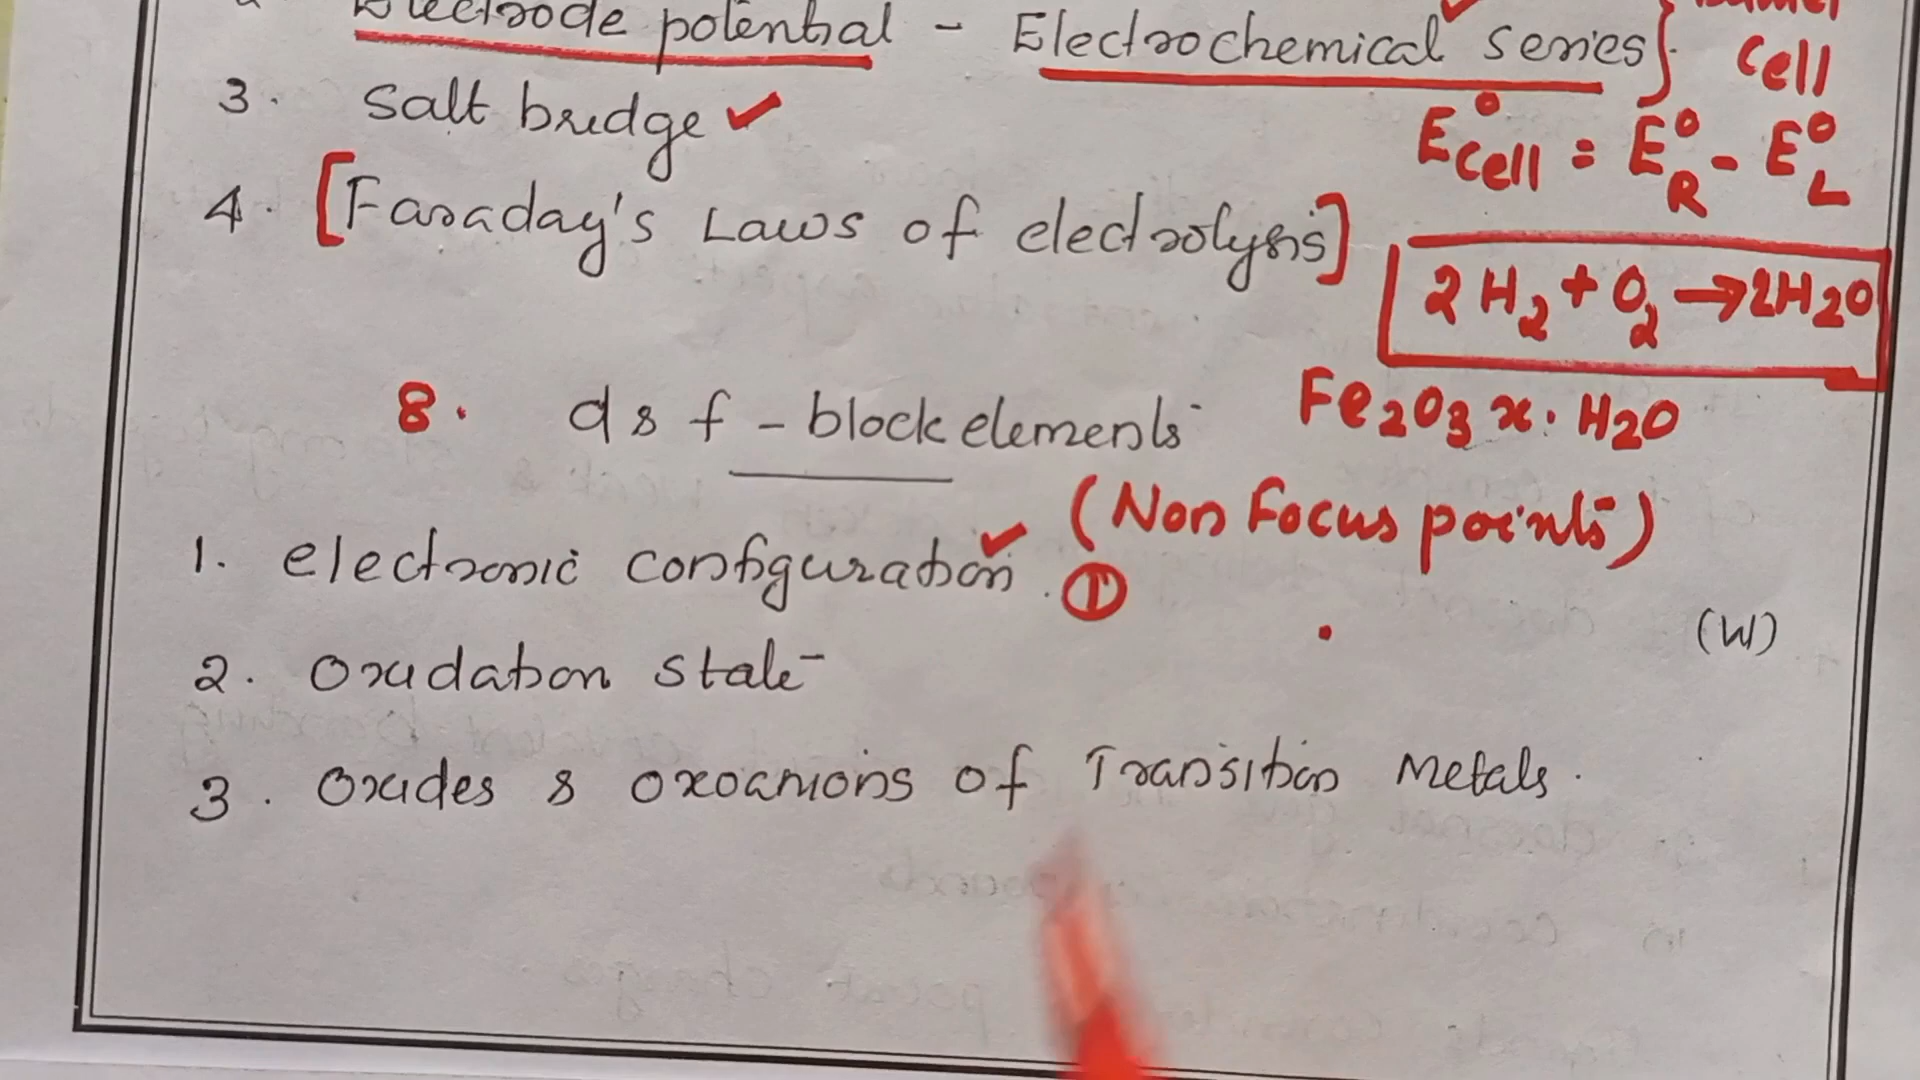 Electrode potential - Electrochemical series }
Cell
3. Salt bridge ✓
E°cell = E°R - E°L
4. [Faraday's Laws of electrolysis]
2H2 + O2 → 2H2O
8. d & f - block elements
Fe2O3 x. H2O
(Non Focus points)
1. electronic configuration ✓ . ①
(W)
2. Oxidation state
3. Oxides & oxoanions of Transition Metals.